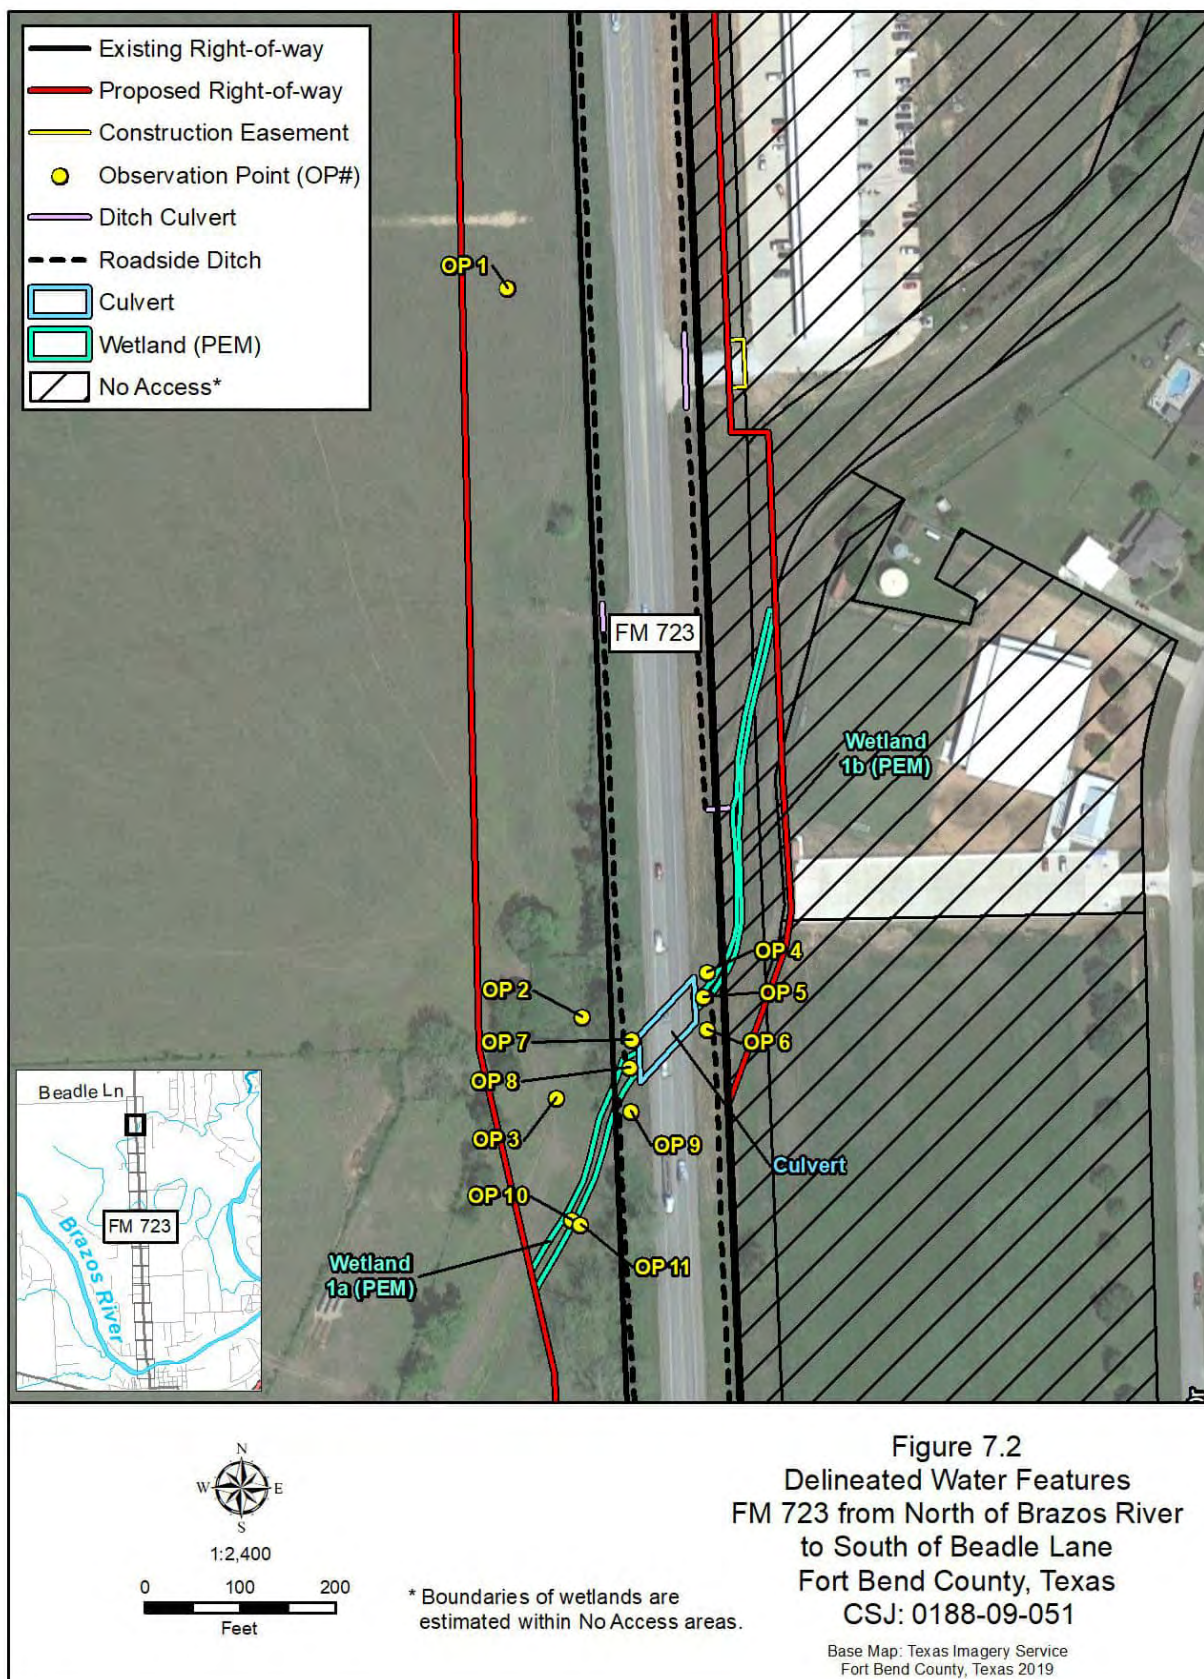 Existing Right-of-way
Proposed Right-of-way
Construction Easement
Observation Point (OP#)
Ditch Culvert
Roadside Ditch
Culvert
Wetland (PEM)
No Access*
OP 1
FM 723
Wetland
1b (PEM)
OP 4
OP 2
OP 5
OP 7
OP 6
OP 8
OP 3
OP 9
Culvert
OP 10
Wetland
1a (PEM)
OP 11
Beadle Ln
FM 723
Brazos River
Dr
N
W
E
S
1:2,400
0 100 200
Feet
* Boundaries of wetlands are
estimated within No Access areas.
Figure 7.2
Delineated Water Features
FM 723 from North of Brazos River
to South of Beadle Lane
Fort Bend County, Texas
CSJ: 0188-09-051
Base Map: Texas Imagery Service
Fort Bend County, Texas 2019